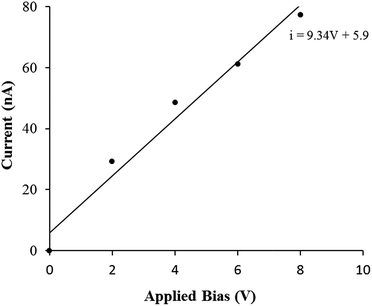 80
i = 9.34V + 5.9
60
40
20
0
Current (nA)
0 2 4 6 8 10
Applied Bias (V)